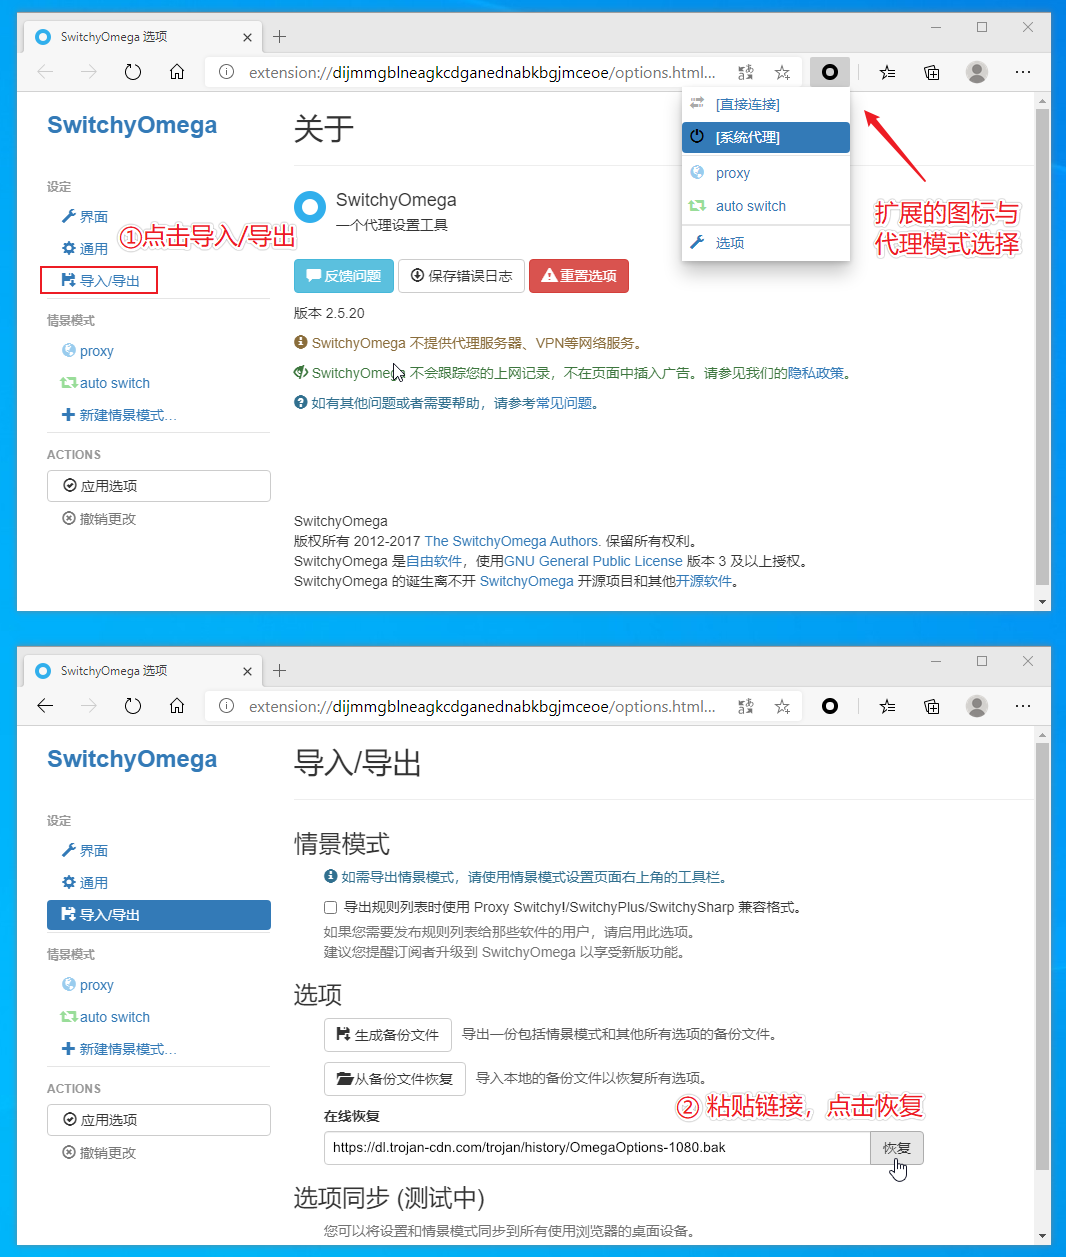 SwitchyOmega 选项
extension://dijmmgblneagkcdganednabkbgjmceoe/options.html...
SwitchyOmega
设定
界面
通用
①点击导入/导出
导入/导出
情景模式
proxy
auto switch
新建情景模式...
ACTIONS
应用选项
撤销更改
关于
SwitchyOmega
一个代理设置工具
反馈问题
保存错误日志
重置选项
版本 2.5.20
SwitchyOmega 不提供代理服务器、VPN等网络服务。
SwitchyOmega 不会跟踪您的上网记录，不在页面中插入广告。请参见我们的隐私政策。
如有其他问题或者需要帮助，请参考常见问题。
SwitchyOmega
版权所有 2012-2017 The SwitchyOmega Authors. 保留所有权利。
SwitchyOmega 是自由软件，使用GNU General Public License 版本 3 及以上授权。
SwitchyOmega 的诞生离不开 SwitchyOmega 开源项目和其他开源软件。
[直接连接]
[系统代理]
proxy
auto switch
选项
扩展的图标与
代理模式选择
SwitchyOmega 选项
extension://dijmmgblneagkcdganednabkbgjmceoe/options.html...
SwitchyOmega
设定
界面
通用
导入/导出
情景模式
proxy
auto switch
新建情景模式...
ACTIONS
应用选项
撤销更改
导入/导出
情景模式
如需导出情景模式，请使用情景模式设置页面右上角的工具栏。
导出规则列表时使用 Proxy Switchy!/SwitchyPlus/SwitchySharp 兼容格式。
如果您需要发布规则列表给那些软件的用户，请启用此选项。
建议您提醒订阅者升级到 SwitchyOmega 以享受新版功能。
选项
生成备份文件 导出一份包括情景模式和其他所有选项的备份文件。
从备份文件恢复 导入本地的备份文件以恢复所有选项。
② 粘贴链接，点击恢复
在线恢复
https://dl.trojan-cdn.com/trojan/history/OmegaOptions-1080.bak 恢复
选项同步 (测试中)
您可以将设置和情景模式同步到所有使用浏览器的桌面设备。